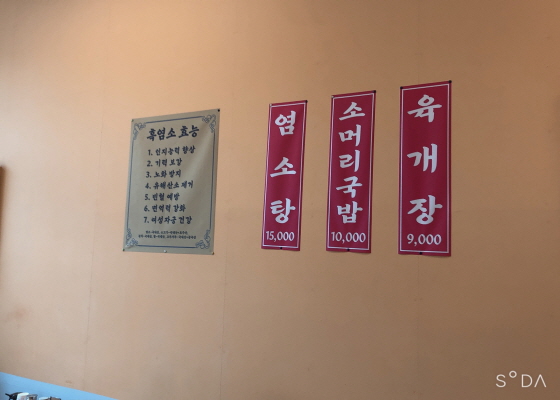 흑염소 효능
1. 인지능력 향상
2. 기력 보강
3. 노화 방지
4. 유해산소 제거
5. 빈혈 예방
6. 면역력 강화
7. 여성자궁 건강
염소탕
15,000
소머리국밥
10,000
육개장
9,000
SODA